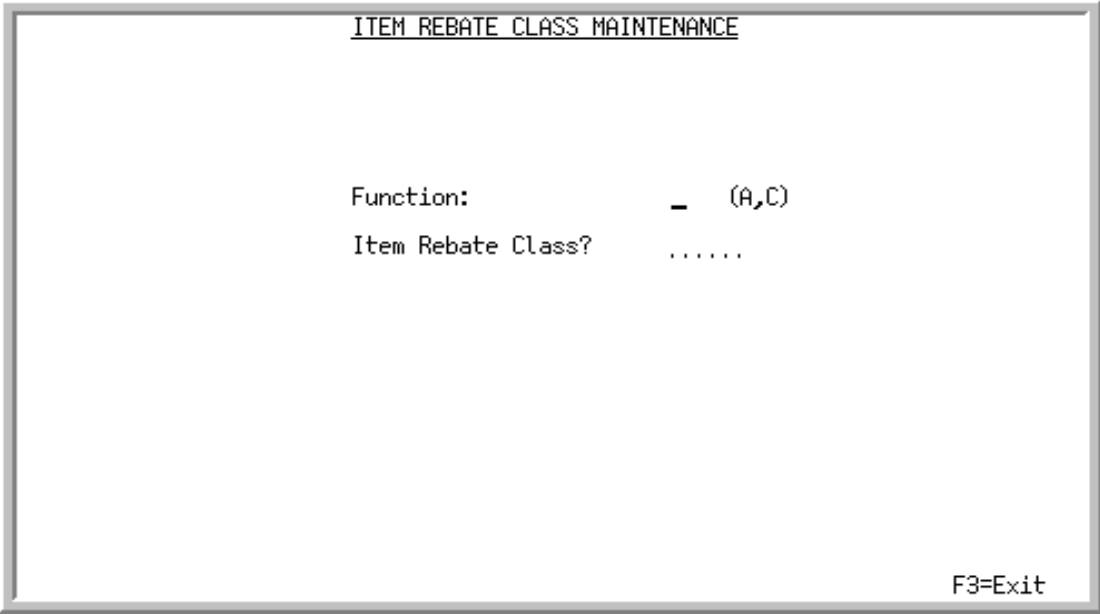 ITEM REBATE CLASS MAINTENANCE
Function: _ (A,C)
Item Rebate Class? ......
F3=Exit